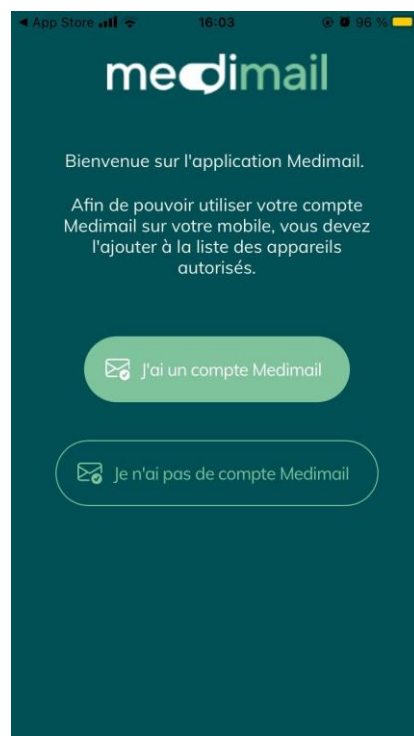 App Store 16:03 96 %
medimail
Bienvenue sur l'application Medimail.
Afin de pouvoir utiliser votre compte
Medimail sur votre mobile, vous devez
l'ajouter à la liste des appareils
autorisés.
J'ai un compte Medimail
Je n'ai pas de compte Medimail